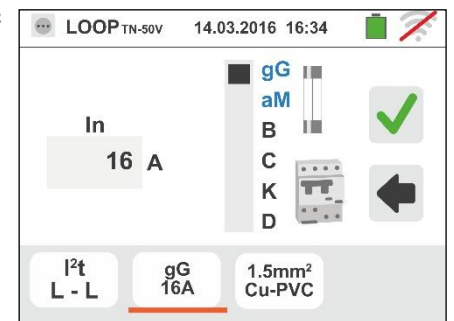 LOOP TN-50V 14.03.2016 16:34
gG
aM
In
B
16 A
C
K
D
I²t
L - L
gG
16A
1.5mm²
Cu-PVC